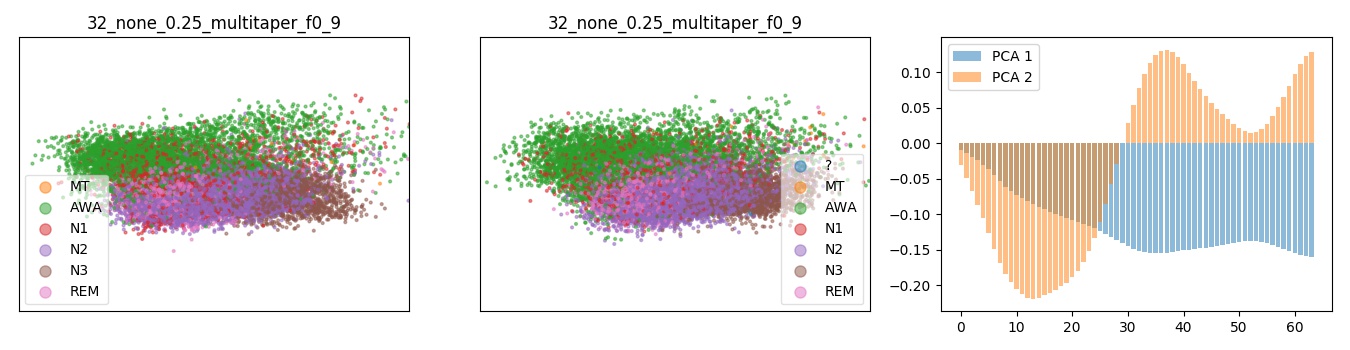 32_none_0.25_multitaper_f0_9
MT
AWA
N1
N2
N3
REM
32_none_0.25_multitaper_f0_9
?
MT
AWA
N1
N2
N3
REM
PCA 1
PCA 2
0.10
0.05
0.00
−0.05
−0.10
−0.15
−0.20
0 10 20 30 40 50 60